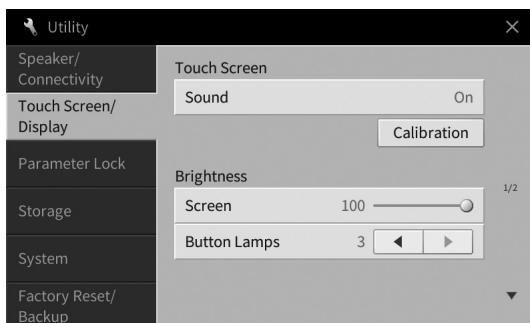 Utility
Speaker/
Connectivity
Touch Screen/
Display
Parameter Lock
Storage
System
Factory Reset/
Backup
Touch Screen
Sound On
Calibration
Brightness
Screen 100
Button Lamps 3
1/2